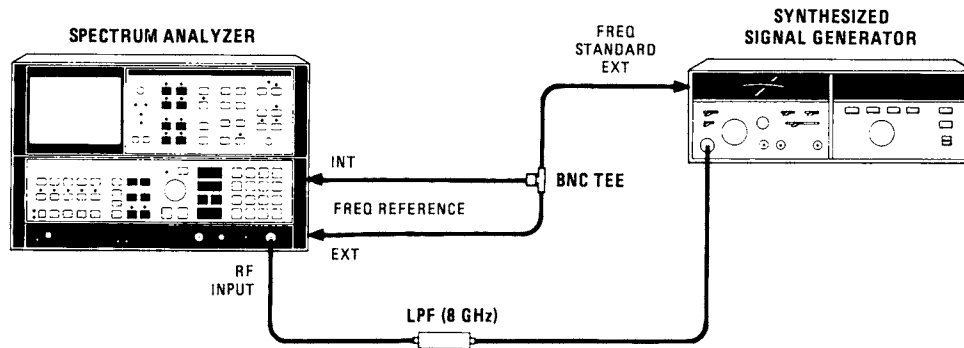 SPECTRUM ANALYZER
FREQ
STANDARD
EXT
SYNTHESIZED
SIGNAL GENERATOR
INT
BNC TEE
FREQ REFERENCE
EXT
RF
INPUT
LPF (8 GHz)